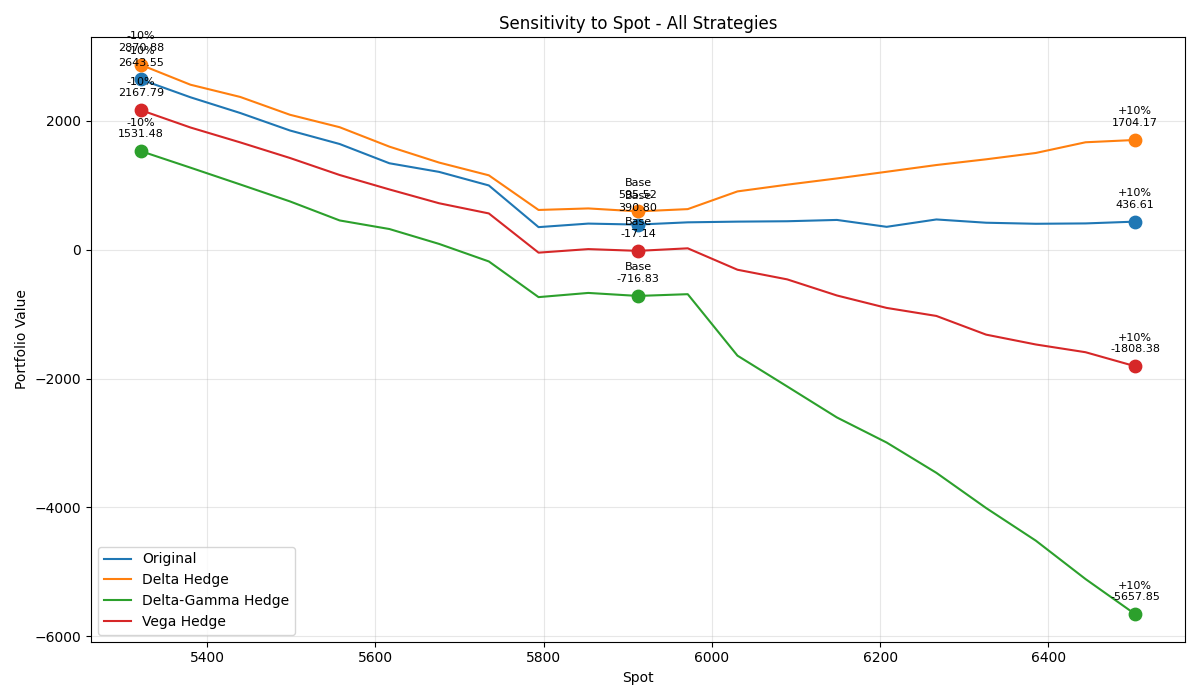 Sensitivity to Spot - All Strategies
-10%
2870.88
-10%
2643.55
-10%
2167.79
-10%
1531.48
Base
595.52
Base
390.80
Base
-17.14
Base
-716.83
+10%
1704.17
+10%
436.61
+10%
-1808.38
+10%
-5657.85
Portfolio Value
2000
0
−2000
−4000
−6000
Original
Delta Hedge
Delta-Gamma Hedge
Vega Hedge
5400
5600
5800
6000
6200
6400
Spot